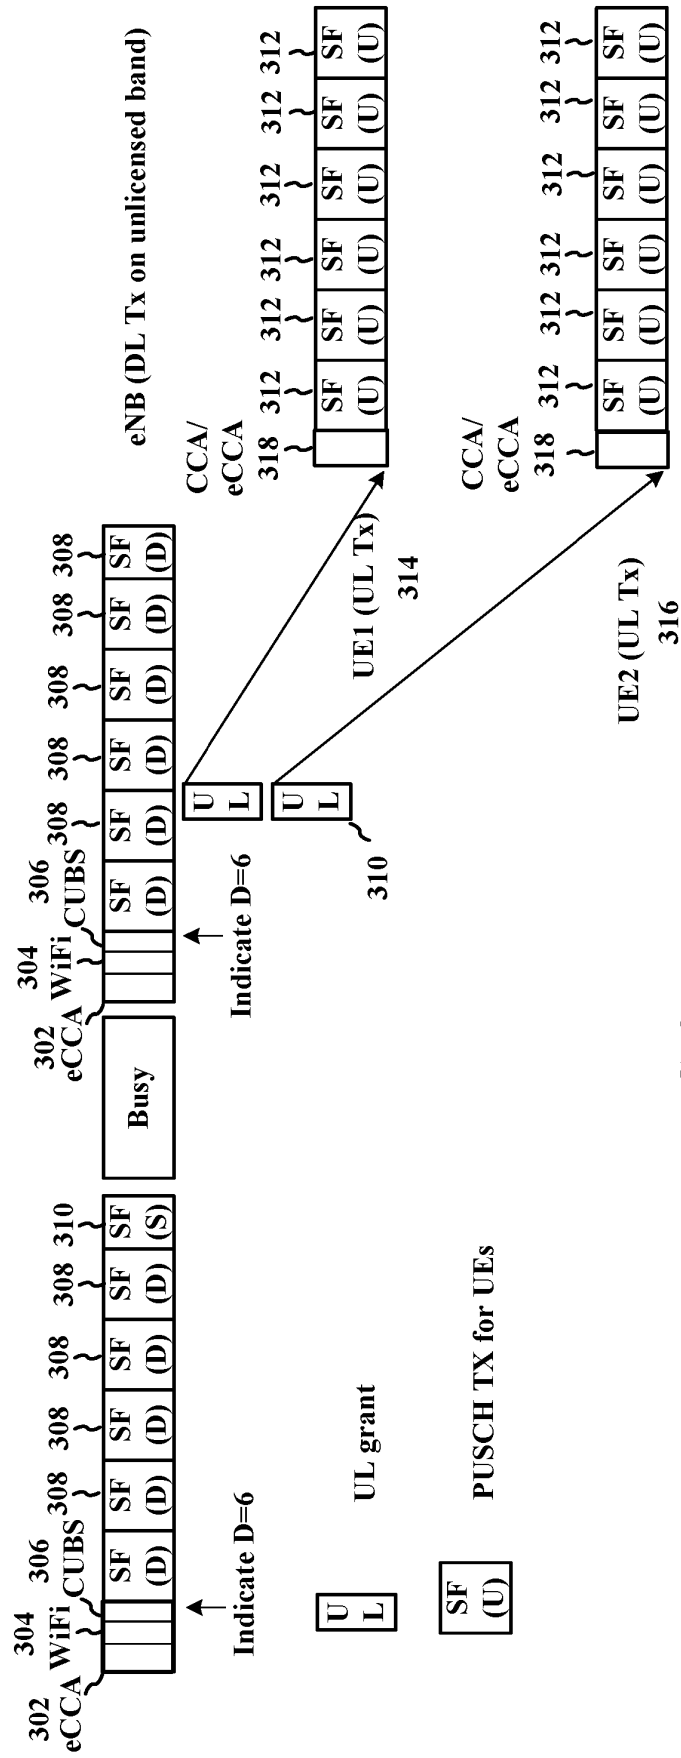 304 306 308 308 308 308 310 304 306 308 308 308 308 308
302 WiFi CUBS 302 WiFi CUBS
eCCA eCCA
SF SF SF SF SF SF Busy SF SF SF SF SF SF
(D) (D) (D) (D) (D) (S) (D) (D) (D) (D) (D) (D)
eNB (DL Tx on unlicensed band)
Indicate D=6
Indicate D=6
U L
U L
310
CCA/
eCCA
318 312 312 312 312 312 312
SF SF SF SF SF SF
(U) (U) (U) (U) (U) (U)
UE1 (UL Tx)
314
U L
UL grant
SF
(U)
PUSCH TX for UEs
CCA/
eCCA
318 312 312 312 312 312 312
SF SF SF SF SF SF
(U) (U) (U) (U) (U) (U)
UE2 (UL Tx)
316